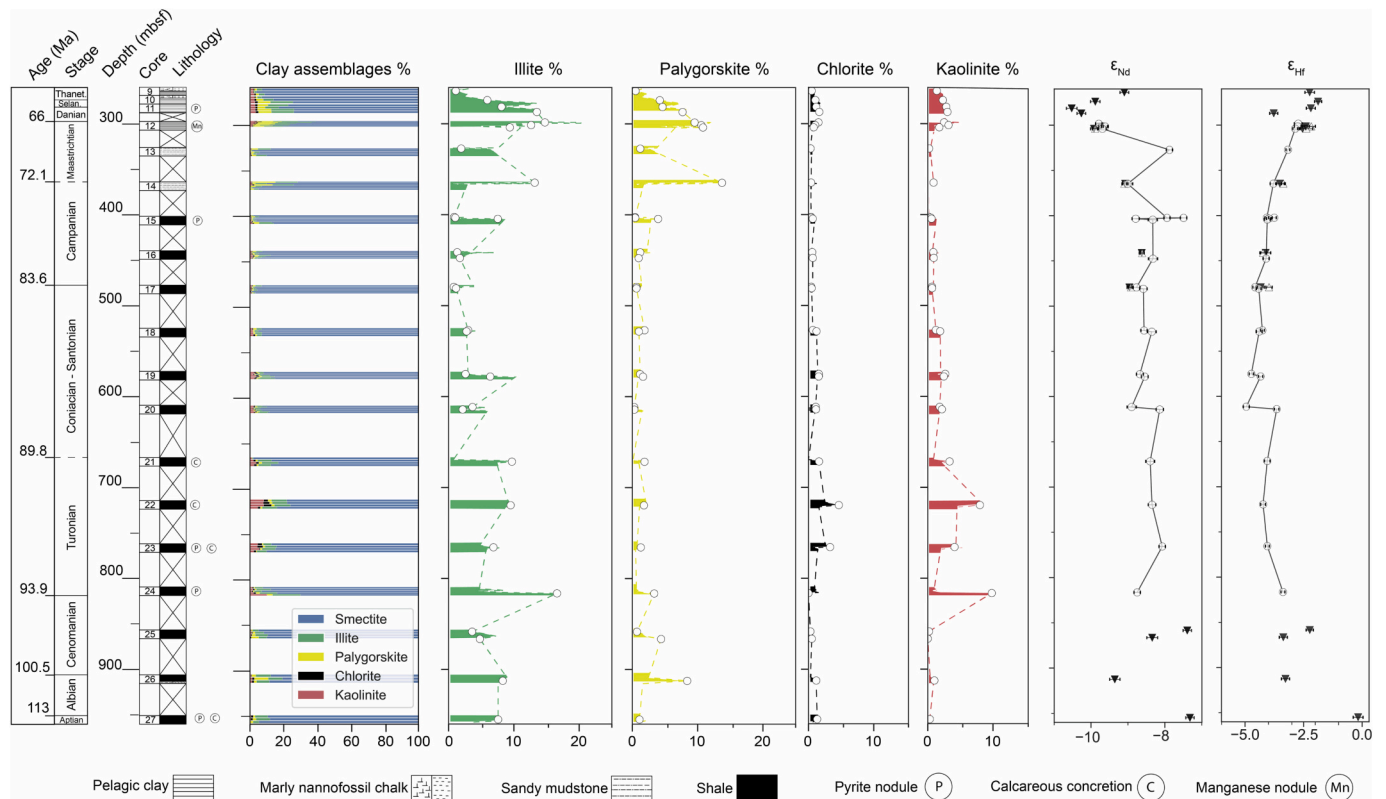 Age (Ma)
Stage
Depth (mbsf)
Core
Lithology
Clay assemblages %
Illite %
Palygorskite %
Chlorite %
Kaolinite %
εNd
εHf
Thanet.
Selan.
Danian
Maastrichtian
Campanian
Coniacian - Santonian
Turonian
Cenomanian
Albian
Aptian
66
72.1
83.6
89.8
93.9
100.5
113
300
400
500
600
700
800
900
9
10
11 P
12 Mn
13
14
15 P
16
17
18
19
20
21 C
22 C
23 P C
24 P
25
26
27 P C
Smectite
Illite
Palygorskite
Chlorite
Kaolinite
0 20 40 60 80 100
0 10 20
0 10 20
0 10
0 10
−10 −8
−5.0 −2.5 0.0
Pelagic clay
Marly nannofossil chalk
Sandy mudstone
Shale
Pyrite nodule P
Calcareous concretion C
Manganese nodule Mn